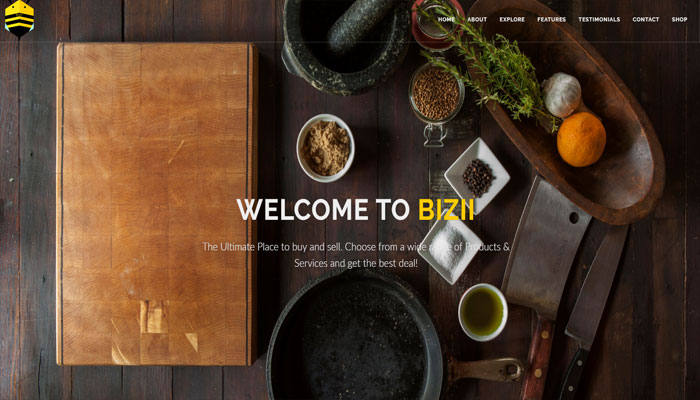 HOME ABOUT EXPLORE FEATURES TESTIMONIALS CONTACT SHOP
WELCOME TO BIZII
The Ultimate Place to buy and sell. Choose from a wide of Products &
Services and get the best deal!